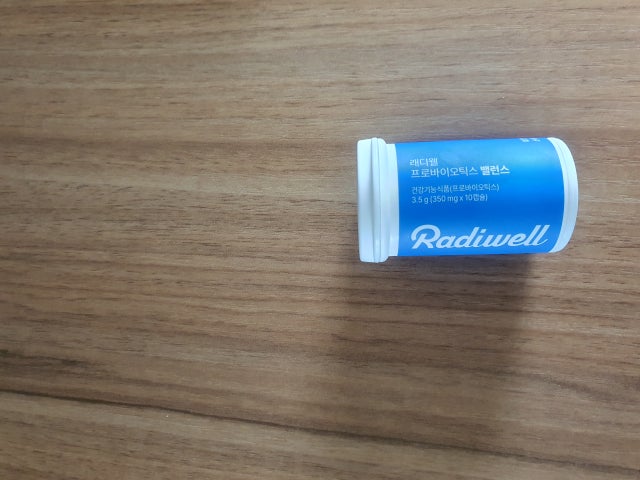 래디웰
프로바이오틱스 밸런스
건강기능식품(프로바이오틱스)
3.5 g (350 mg x 10캡슐)
Radiwell